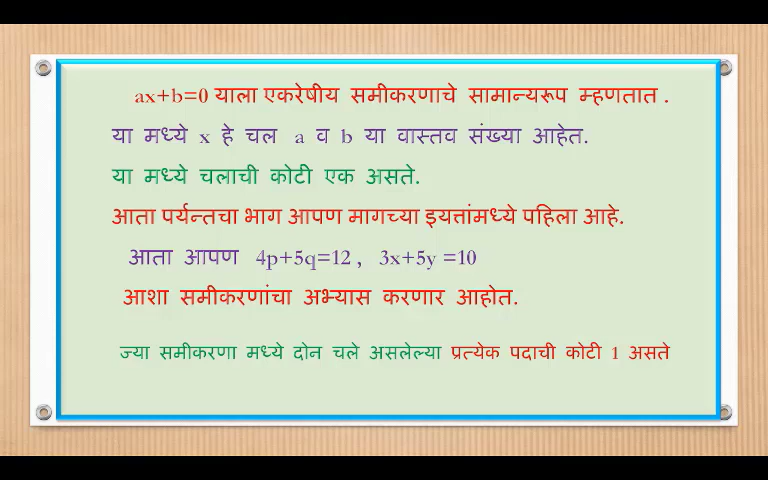 ax+b=0 याला एकरेषीय समीकरणाचे सामान्यरूप म्हणतात .
या मध्ये x हे चल a व b या वास्तव संख्या आहेत.
या मध्ये चलाची कोटी एक असते.
आता पर्यन्तचा भाग आपण मागच्या इयत्तांमध्ये पहिला आहे.
आता आपण 4p+5q=12 , 3x+5y =10
आशा समीकरणांचा अभ्यास करणार आहोत.
ज्या समीकरणा मध्ये दोन चले असलेल्या प्रत्येक पदाची कोटी 1 असते